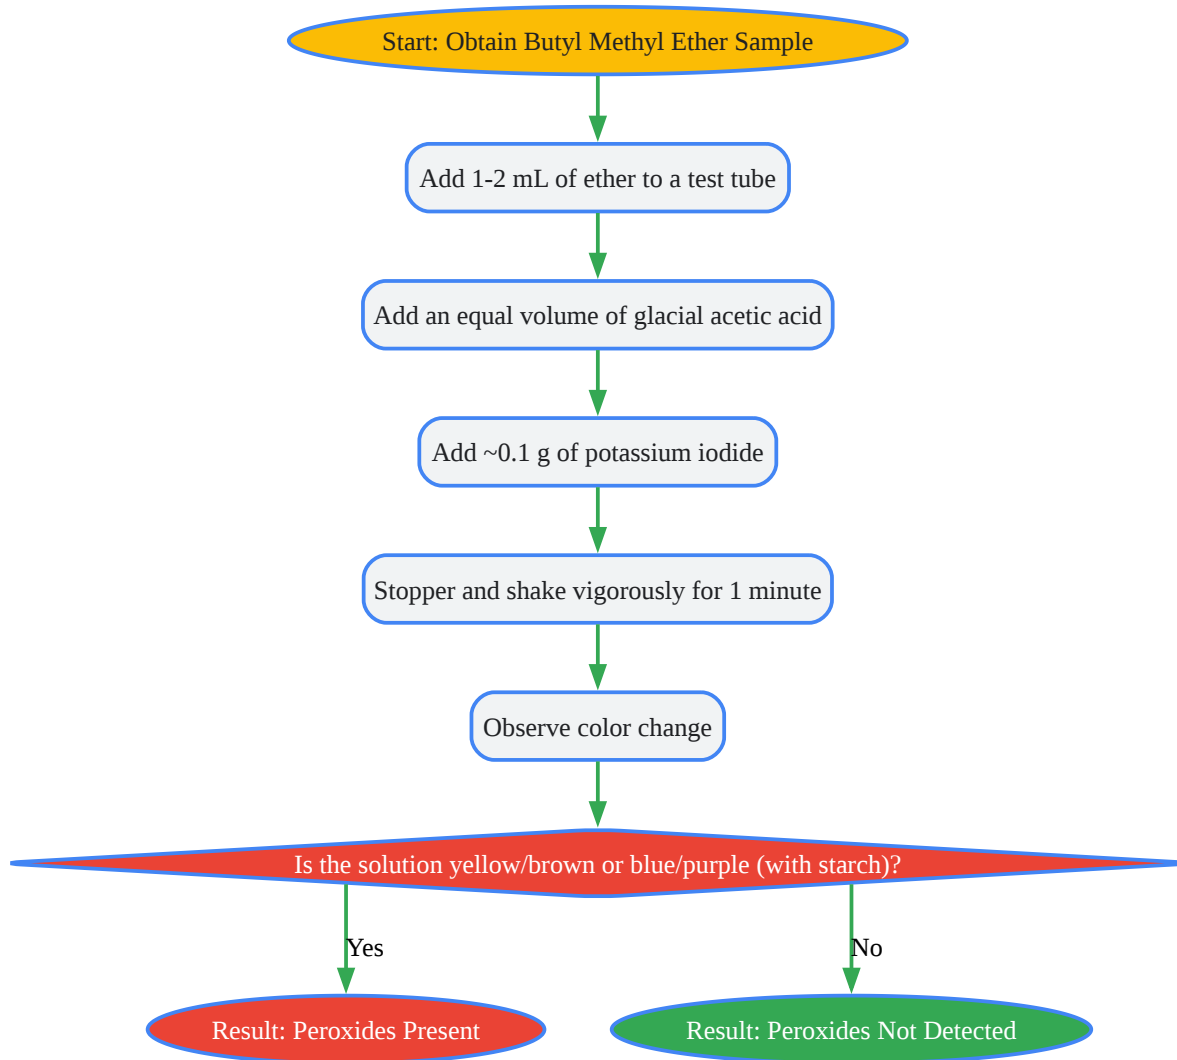 Start: Obtain Butyl Methyl Ether Sample
Add 1-2 mL of ether to a test tube
Add an equal volume of glacial acetic acid
Add ~0.1 g of potassium iodide
Stopper and shake vigorously for 1 minute
Observe color change
Is the solution yellow/brown or blue/purple (with starch)?
Yes
No
Result: Peroxides Present
Result: Peroxides Not Detected